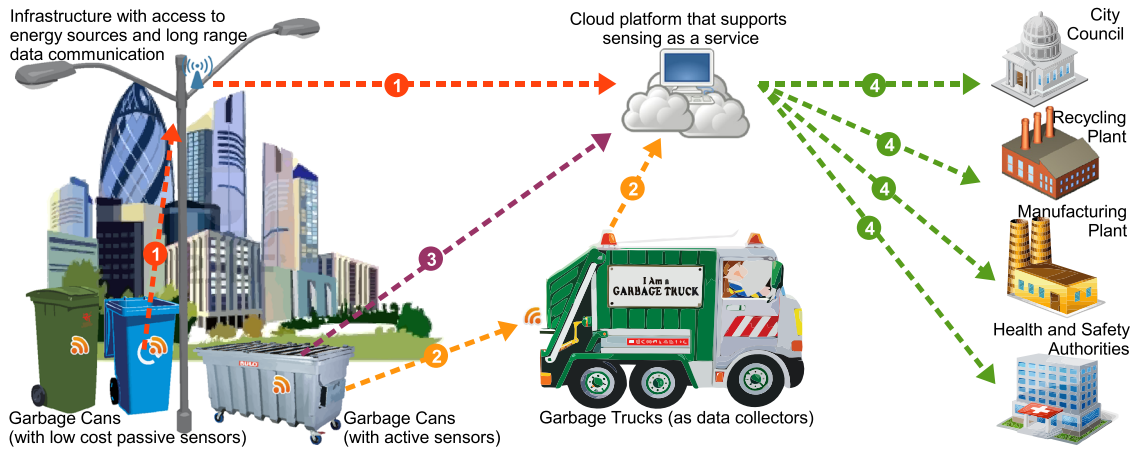 Infrastructure with access to
energy sources and long range
data communication
Cloud platform that supports
sensing as a service
City
Council
Recycling
Plant
Manufacturing
Plant
Health and Safety
Authorities
1
1
2
2
3
4
4
4
4
I Am a
GARBAGE TRUCK
BULO
Garbage Cans
(with low cost passive sensors)
Garbage Cans
(with active sensors)
Garbage Trucks (as data collectors)